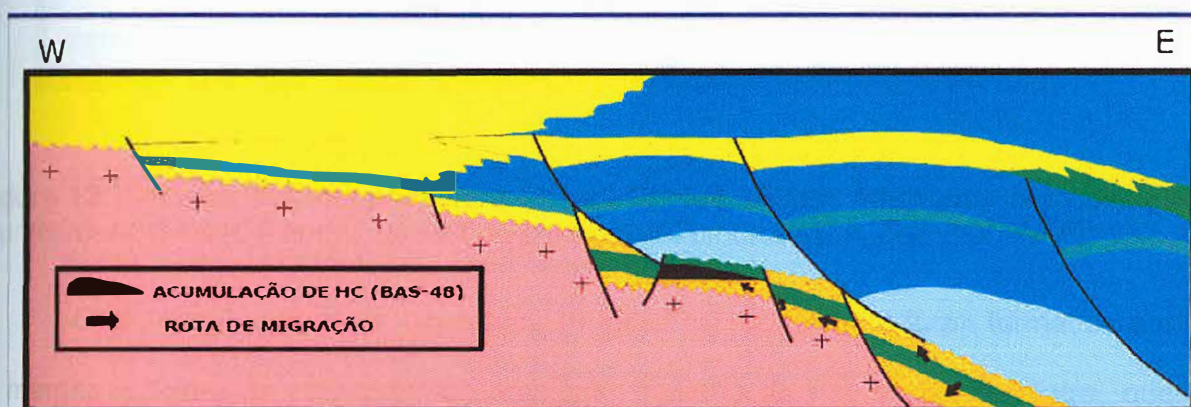 W
E
ACUMULAÇÃO DE HC (BAS-48)
ROTA DE MIGRAÇÃO